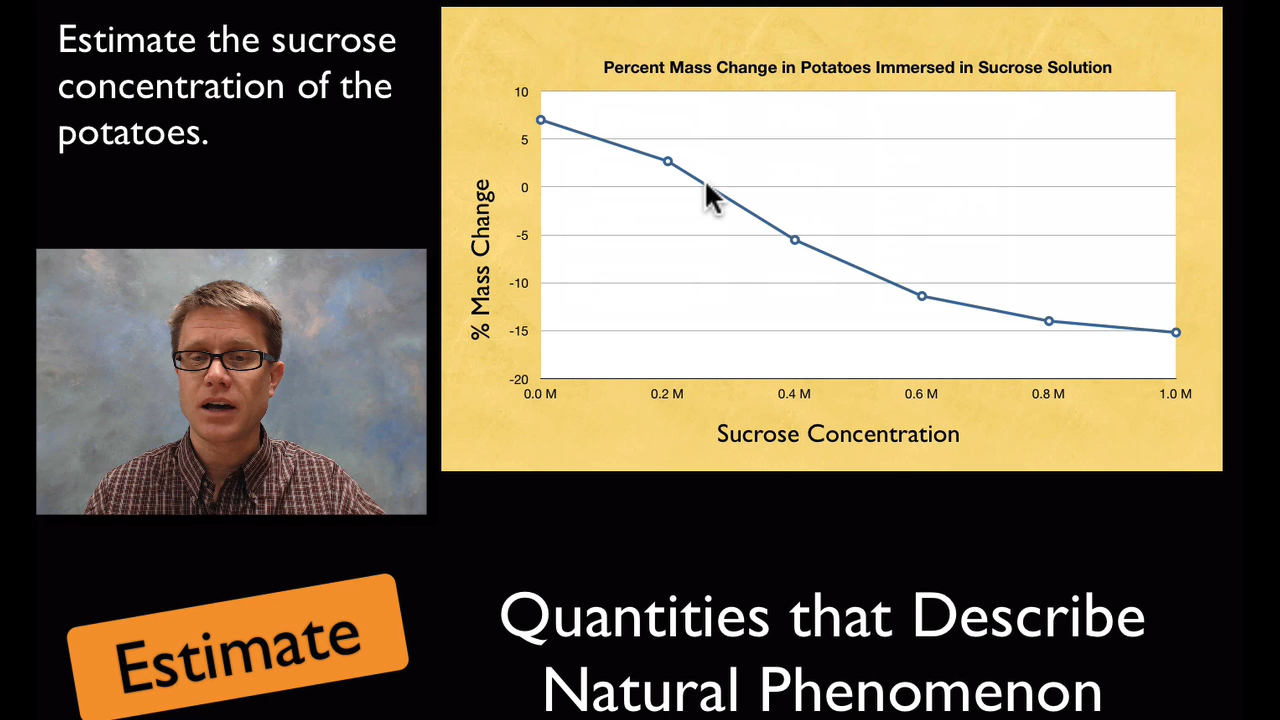 Estimate the sucrose
concentration of the
potatoes.
Percent Mass Change in Potatoes Immersed in Sucrose Solution
% Mass Change
10
5
0
-5
-10
-15
-20
0.0 M
0.2 M
0.4 M
0.6 M
0.8 M
1.0 M
Sucrose Concentration
Estimate
Quantities that Describe
Natural Phenomenon